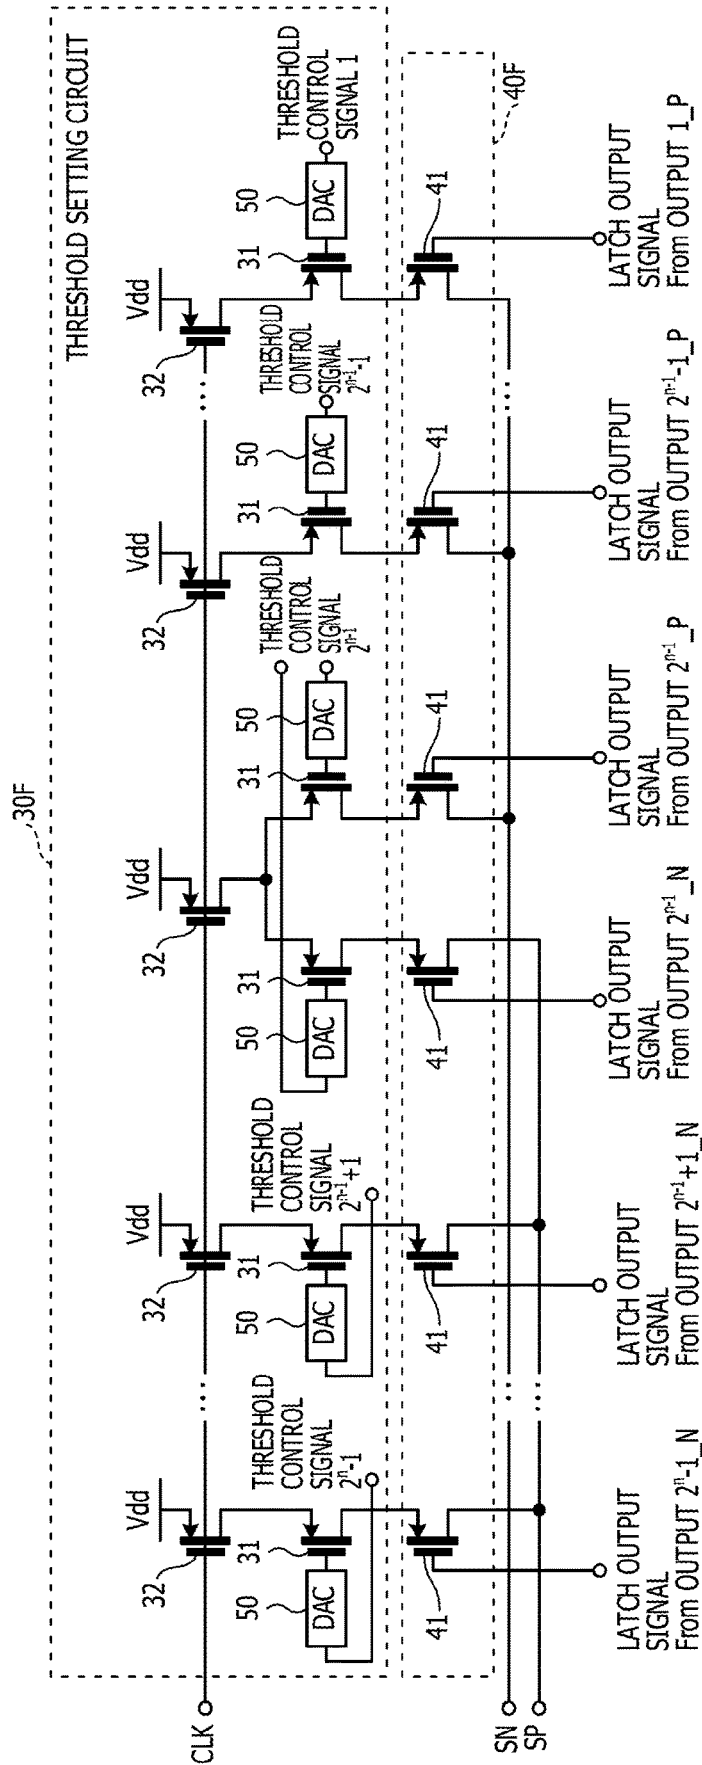 30F
THRESHOLD SETTING CIRCUIT
Vdd
Vdd
Vdd
Vdd
Vdd
32
32
32
32
32
CLK
...
...
50
31
THRESHOLD
CONTROL
SIGNAL
2ⁿ-1
50
31
THRESHOLD
CONTROL
SIGNAL
2ⁿ⁻¹+1
50
31
31
50
THRESHOLD
CONTROL
SIGNAL
2ⁿ⁻¹
31
50
THRESHOLD
CONTROL
SIGNAL
2ⁿ⁻¹-1
31
50
THRESHOLD
CONTROL
SIGNAL 1
DAC
DAC
DAC
DAC
DAC
DAC
41
41
41
41
41
41
40F
SN
...
...
SP
...
LATCH OUTPUT
SIGNAL
From OUTPUT 2ⁿ-1_N
LATCH OUTPUT
SIGNAL
From OUTPUT 2ⁿ⁻¹+1_N
LATCH OUTPUT
SIGNAL
From OUTPUT 2ⁿ⁻¹_N
LATCH OUTPUT
SIGNAL
From OUTPUT 2ⁿ⁻¹_P
LATCH OUTPUT
SIGNAL
From OUTPUT 2ⁿ⁻¹-1_P
LATCH OUTPUT
SIGNAL
From OUTPUT 1_P